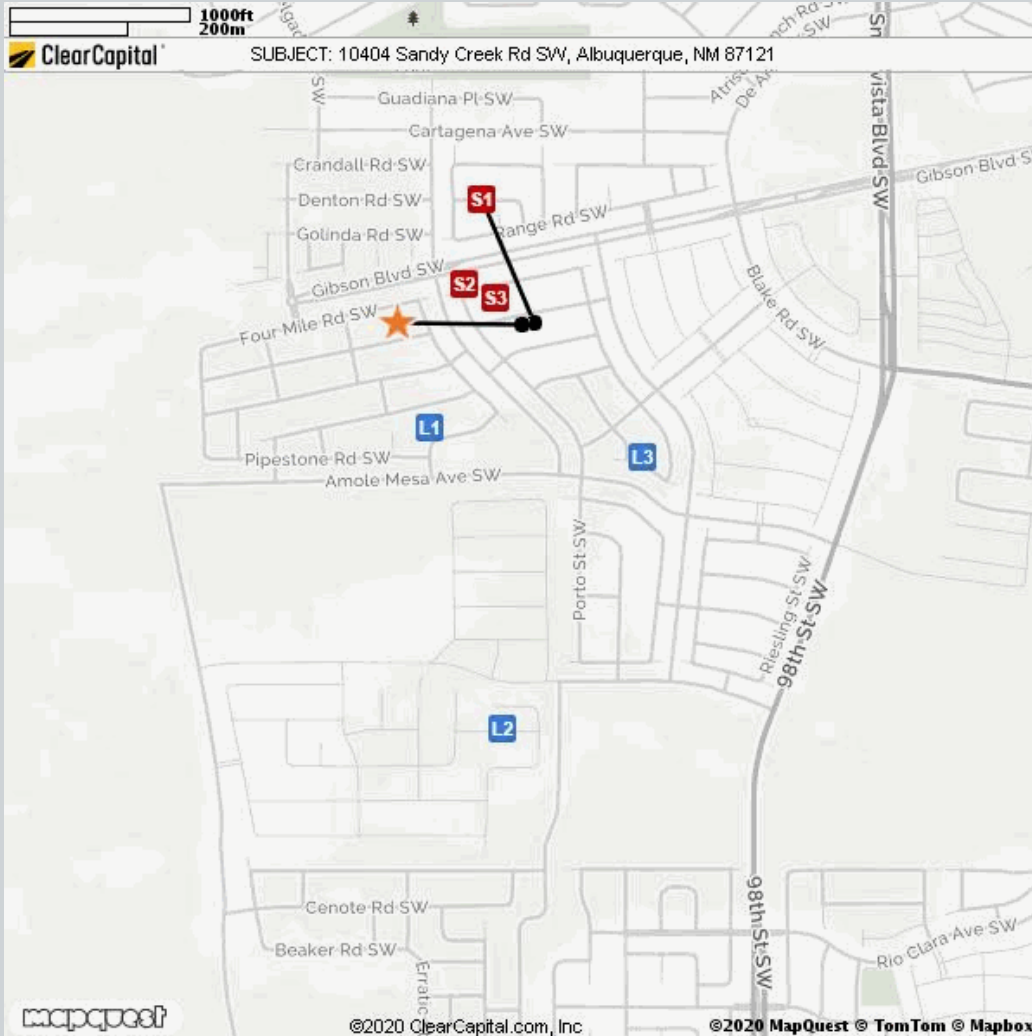 1000ft
200m
ClearCapital
SUBJECT: 10404 Sandy Creek Rd SW, Albuquerque, NM 87121
SW
Guadiana Pl SW
Cartagena Ave SW
Crandall Rd SW
Denton Rd SW
Golinda Rd SW
S1
Range Rd SW
Gibson Blvd SW
Gibson Blvd S
vista Blvd SW
S2
S3
Four Mile Rd SW
Blake Rd SW
L1
L3
Pipestone Rd SW
Amole Mesa Ave SW
Porto St SW
Riesling St SW
98th St SW
L2
Cenote Rd SW
Beaker Rd SW
Erratic
98th St SW
Rio Clara Ave SW
mapquest
©2020 ClearCapital.com, Inc
©2020 MapQuest © TomTom © Mapbox